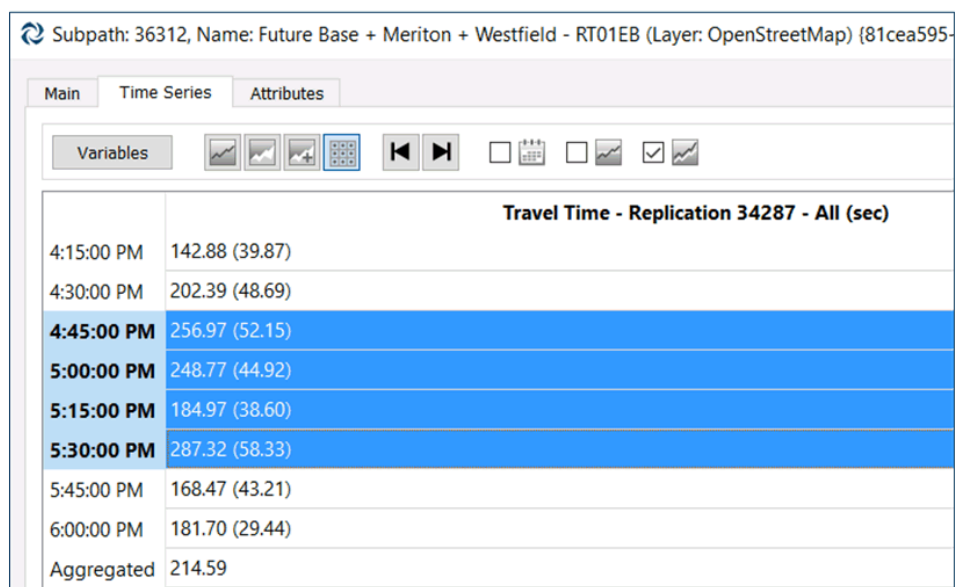 Subpath: 36312, Name: Future Base + Meriton + Westfield - RT01EB (Layer: OpenStreetMap) {81cea595-
Main Time Series Attributes
Variables
Travel Time - Replication 34287 - All (sec)
4:15:00 PM 142.88 (39.87)
4:30:00 PM 202.39 (48.69)
4:45:00 PM 256.97 (52.15)
5:00:00 PM 248.77 (44.92)
5:15:00 PM 184.97 (38.60)
5:30:00 PM 287.32 (58.33)
5:45:00 PM 168.47 (43.21)
6:00:00 PM 181.70 (29.44)
Aggregated 214.59